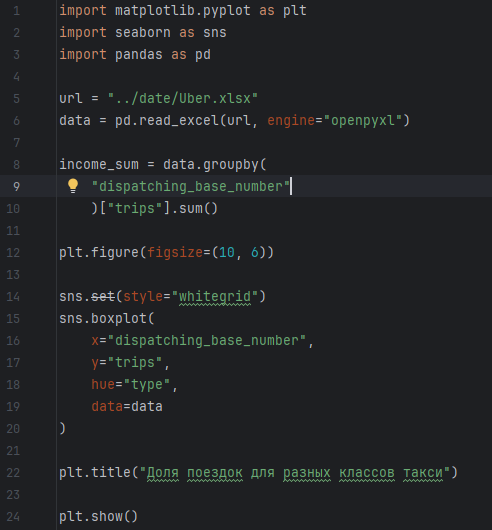 1 import matplotlib.pyplot as plt
2 import seaborn as sns
3 import pandas as pd
4
5 url = "../date/Uber.xlsx"
6 data = pd.read_excel(url, engine="openpyxl")
7
8 income_sum = data.groupby(
9     "dispatching_base_number"
10     )["trips"].sum()
11
12 plt.figure(figsize=(10, 6))
13
14 sns.set(style="whitegrid")
15 sns.boxplot(
16     x="dispatching_base_number",
17     y="trips",
18     hue="type",
19     data=data
20 )
21
22 plt.title("Доля поездок для разных классов такси")
23
24 plt.show()